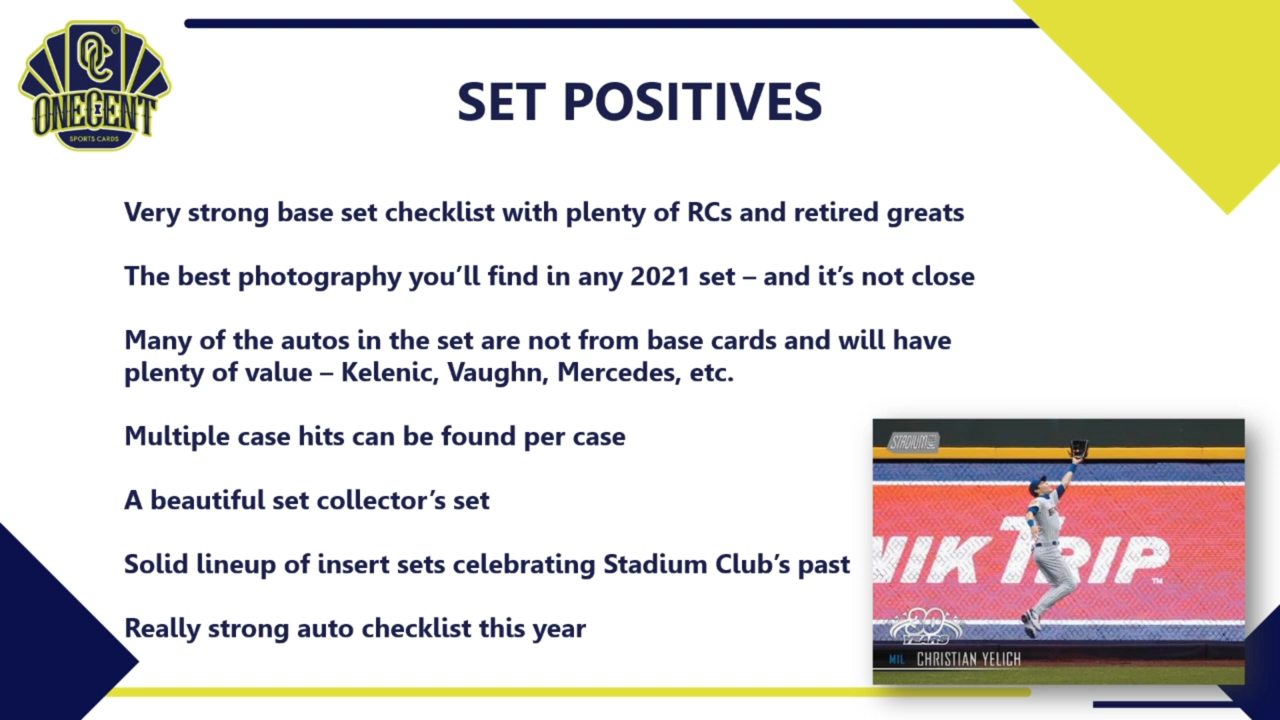 OC
ONECENT
SPORTS CARDS
SET POSITIVES
Very strong base set checklist with plenty of RCs and retired greats
The best photography you’ll find in any 2021 set – and it’s not close
Many of the autos in the set are not from base cards and will have
plenty of value – Kelenic, Vaughn, Mercedes, etc.
Multiple case hits can be found per case
A beautiful set collector’s set
Solid lineup of insert sets celebrating Stadium Club’s past
Really strong auto checklist this year
STADIUM
NIK TRIP™
30
YEARS
MIL CHRISTIAN YELICH